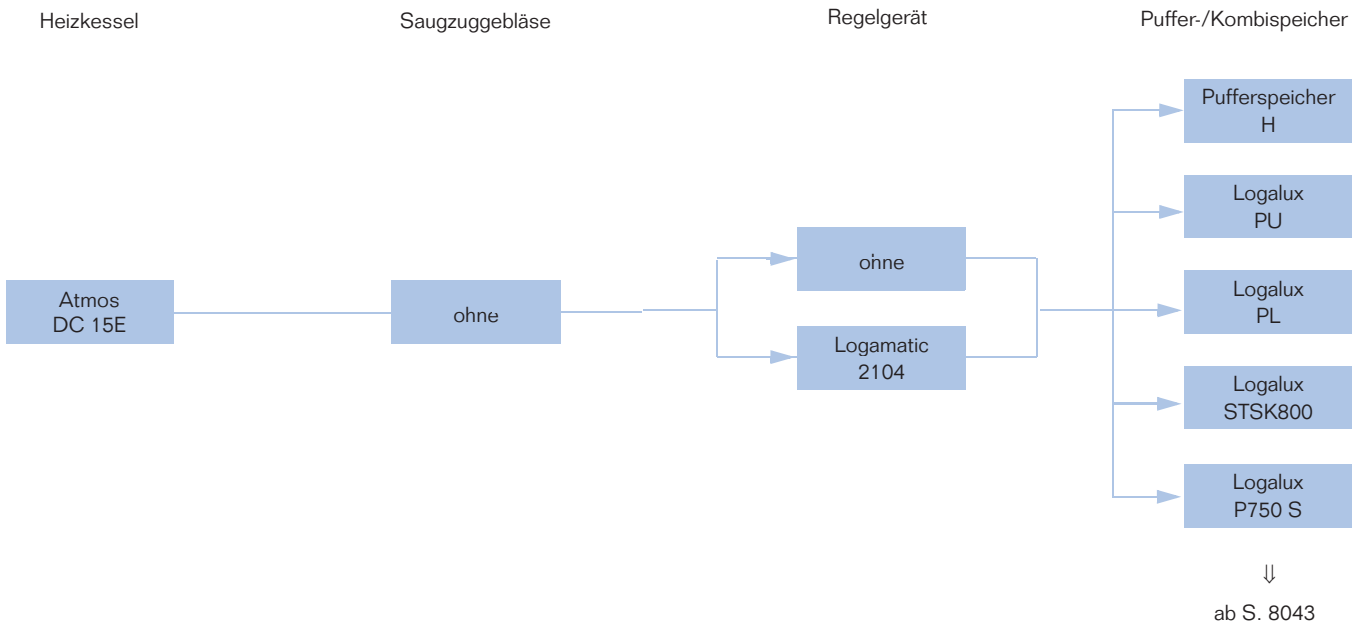 Heizkessel
Saugzuggebläse
Regelgerät
Puffer-/Kombispeicher
Atmos
DC 15E
ohne
ohne
Logamatic
2104
Pufferspeicher
H
Logalux
PU
Logalux
PL
Logalux
STSK800
Logalux
P750 S
⇓
ab S. 8043